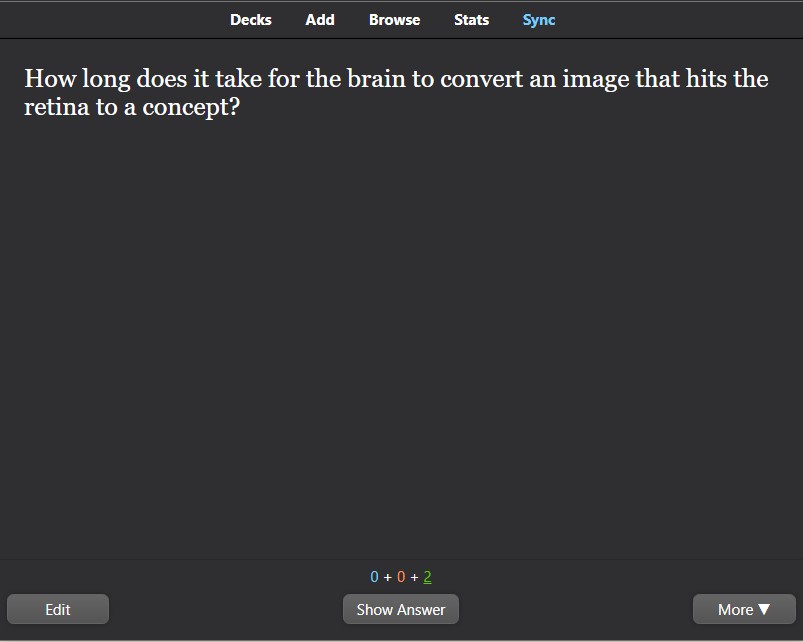 Decks Add Browse Stats Sync
How long does it take for the brain to convert an image that hits the
retina to a concept?
0 + 0 + 2
Edit Show Answer More ▼